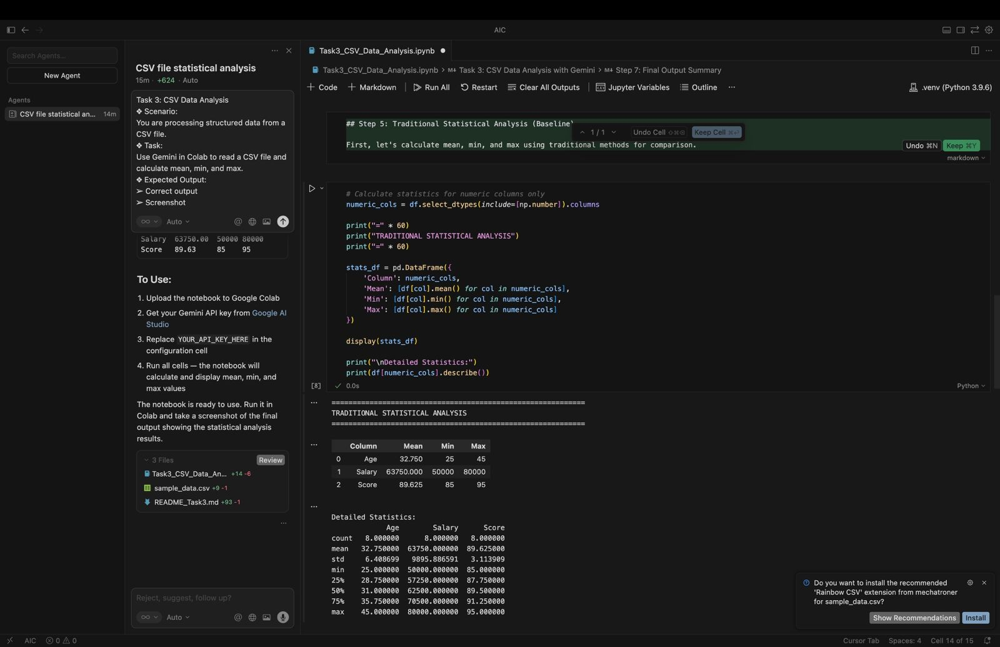 AIC
Search Agents...
New Agent
Agents
CSV file statistical an... 14m
CSV file statistical analysis
15m · +624 · Auto
Task 3: CSV Data Analysis
❖ Scenario:
You are processing structured data from a
CSV file.
❖ Task:
Use Gemini in Colab to read a CSV file and
calculate mean, min, and max.
❖ Expected Output:
➢ Correct output
➢ Screenshot
Auto
Salary 63750.00 50000 80000
Score 89.63 85 95
To Use:
1. Upload the notebook to Google Colab
2. Get your Gemini API key from Google AI
Studio
3. Replace YOUR_API_KEY_HERE in the
configuration cell
4. Run all cells — the notebook will
calculate and display mean, min, and
max values
The notebook is ready to use. Run it in
Colab and take a screenshot of the final
output showing the statistical analysis
results.
3 Files Review
Task3_CSV_Data_An... +14 -6
sample_data.csv +9 -1
README_Task3.md +93 -1
Reject, suggest, follow up?
Auto
Task3_CSV_Data_Analysis.ipynb
Task3_CSV_Data_Analysis.ipynb > M↓ Task 3: CSV Data Analysis with Gemini > M↓ Step 7: Final Output Summary
+ Code + Markdown Run All Restart Clear All Outputs Jupyter Variables Outline ... .venv (Python 3.9.6)
## Step 5: Traditional Statistical Analysis (Baseline)
1 / 1 Undo Cell ⇧⌘⌫ Keep Cell ⌘⏎
First, let's calculate mean, min, and max using traditional methods for comparison.
Undo ⌘N Keep ⌘Y
markdown
# Calculate statistics for numeric columns only
numeric_cols = df.select_dtypes(include=[np.number]).columns
print("=" * 60)
print("TRADITIONAL STATISTICAL ANALYSIS")
print("=" * 60)
stats_df = pd.DataFrame({
'Column': numeric_cols,
'Mean': [df[col].mean() for col in numeric_cols],
'Min': [df[col].min() for col in numeric_cols],
'Max': [df[col].max() for col in numeric_cols]
})
display(stats_df)
print("\nDetailed Statistics:")
print(df[numeric_cols].describe())
[8] ✓ 0.0s Python
============================================================
TRADITIONAL STATISTICAL ANALYSIS
============================================================
Column Mean Min Max
0 Age 32.750 25 45
1 Salary 63750.000 50000 80000
2 Score 89.625 85 95
Detailed Statistics:
Age Salary Score
count 8.000000 8.000000 8.000000
mean 32.750000 63750.000000 89.625000
std 6.408699 9895.886591 3.113909
min 25.000000 50000.000000 85.000000
25% 28.750000 57250.000000 87.750000
50% 31.000000 62500.000000 89.500000
75% 35.750000 70500.000000 91.250000
max 45.000000 80000.000000 95.000000
Do you want to install the recommended
'Rainbow CSV' extension from mechatroner
for sample_data.csv?
Show Recommendations Install
AIC 0 0 Cursor Tab Spaces: 4 Cell 14 of 15